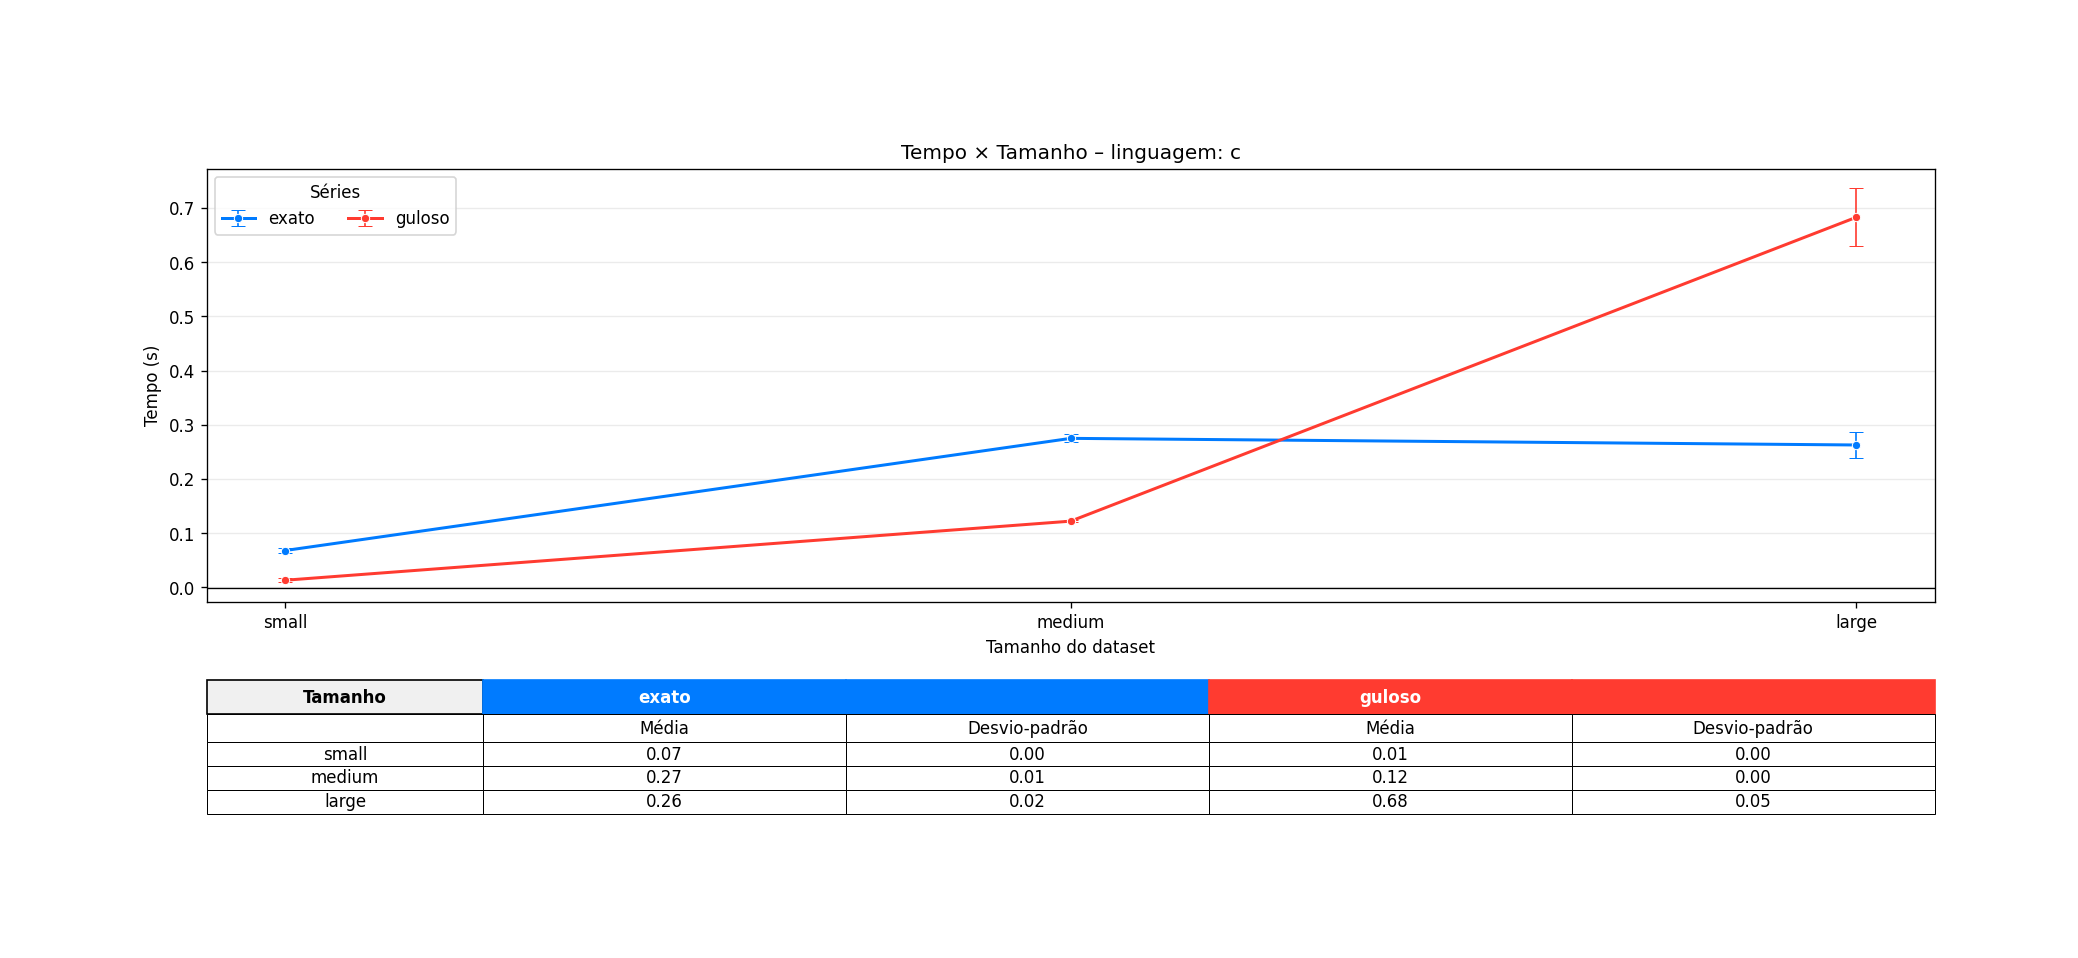 Tempo × Tamanho – linguagem: c
Séries
exato guloso
0.7
0.6
0.5
0.4
0.3
0.2
0.1
0.0
Tempo (s)
small medium large
Tamanho do dataset
Tamanho exato guloso
Média Desvio-padrão Média Desvio-padrão
small 0.07 0.00 0.01 0.00
medium 0.27 0.01 0.12 0.00
large 0.26 0.02 0.68 0.05